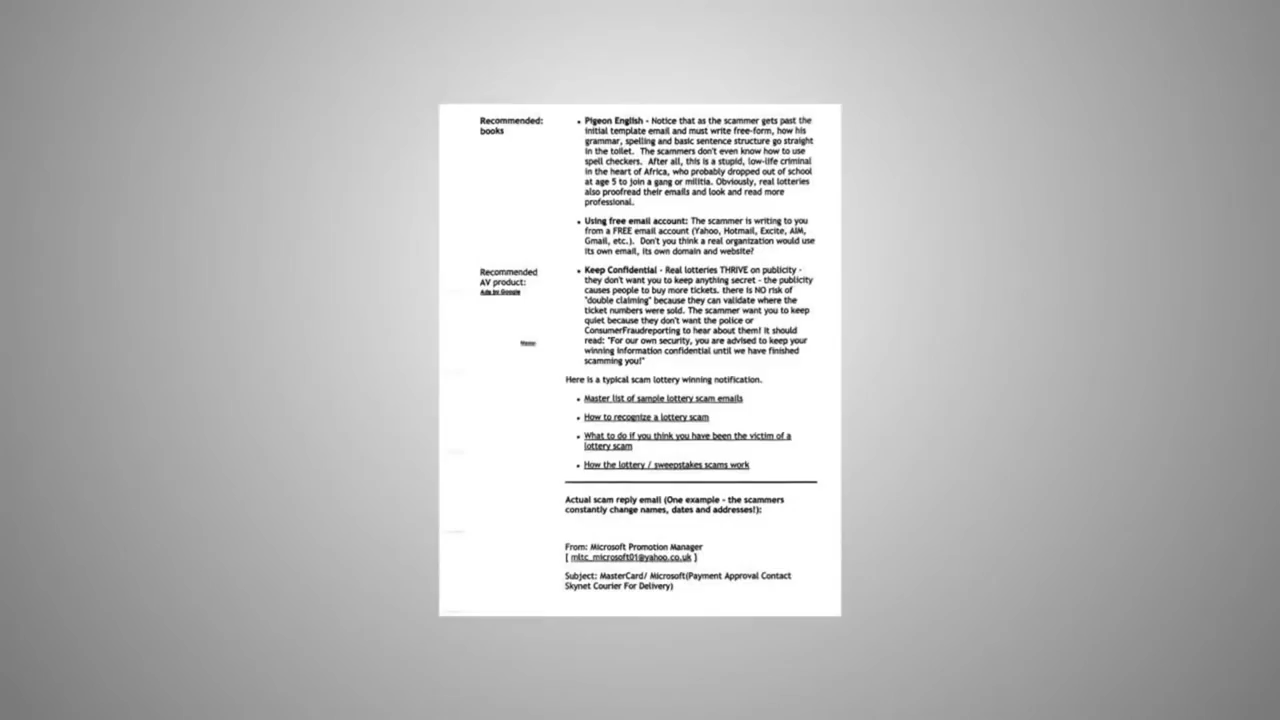 Recommended:
books
• Pigeon English - Notice that as the scammer gets past the
initial template email and must write free-form, how his
grammar, spelling and basic sentence structure go straight
in the toilet. The scammers don't even know how to use
spell checkers. After all, this is a stupid, low-life criminal
in the heart of Africa, who probably dropped out of school
at age 5 to join a gang or militia. Obviously, real lotteries
also proofread their emails and look and read more
professional.
• Using free email account: The scammer is writing to you
from a FREE email account (Yahoo, Hotmail, Excite, AIM,
Gmail, etc.). Don't you think a real organization would use
its own email, its own domain and website?
Recommended
AV product:
Ads by Google
• Keep Confidential - Real lotteries THRIVE on publicity -
they don't want you to keep anything secret - the publicity
causes people to buy more tickets. there is NO risk of
"double claiming" because they can validate where the
ticket numbers were sold. The scammer want you to keep
quiet because they don't want the police or
ConsumerFraudreporting to hear about them! It should
read: "For our own security, you are advised to keep your
winning information confidential until we have finished
scamming you!"
Here is a typical scam lottery winning notification.
• Master list of sample lottery scam emails
• How to recognize a lottery scam
• What to do if you think you have been the victim of a
lottery scam
• How the lottery / sweepstakes scams work
Actual scam reply email (One example - the scammers
constantly change names, dates and addresses!):
From: Microsoft Promotion Manager
[ mltc_microsoft01@yahoo.co.uk ]
Subject: MasterCard/ Microsoft(Payment Approval Contact
Skynet Courier For Delivery)